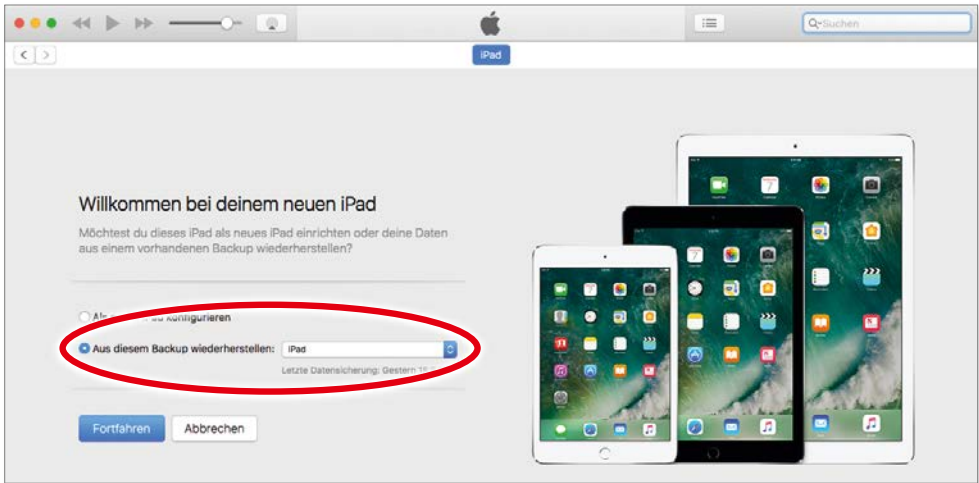 Suchen
iPad
Willkommen bei deinem neuen iPad
Möchtest du dieses iPad als neues iPad einrichten oder deine Daten
aus einem vorhandenen Backup wiederherstellen?
konfigurieren
Aus diesem Backup wiederherstellen: iPad
Letzte Datensicherung: Gestern
Fortfahren Abbrechen